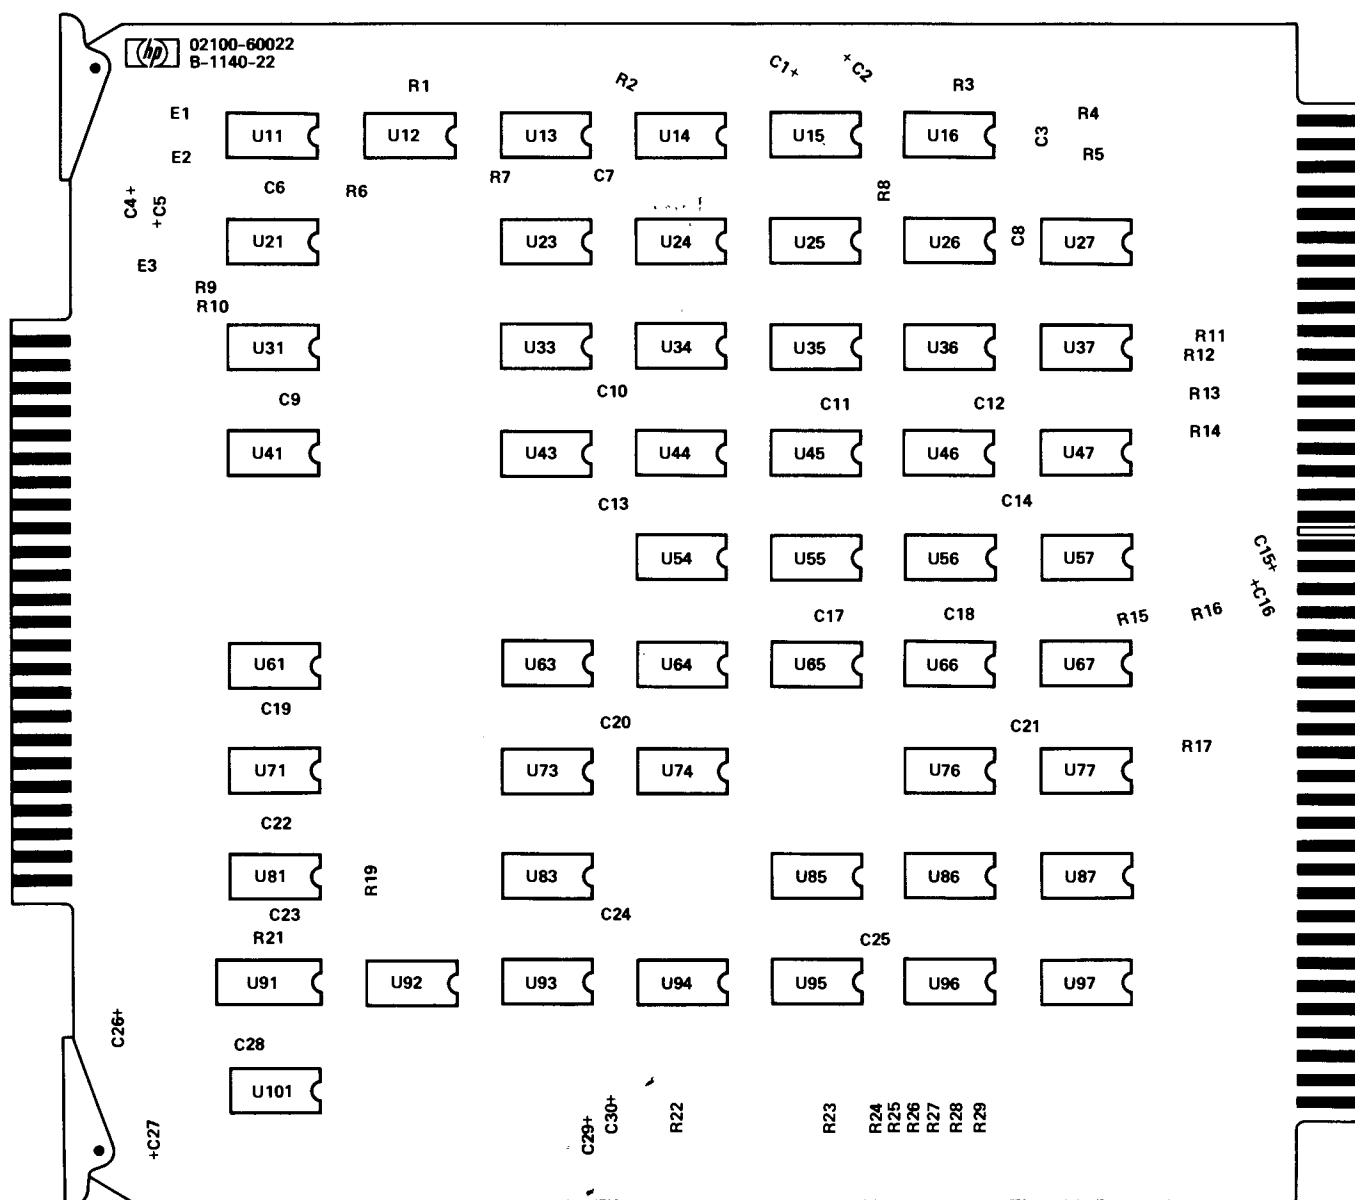 hp 02100-60022
B-1140-22
R1 R2 C1+ +C2 R3
E1 R4
U11 U12 U13 U14 U15 U16 C3
E2 R5
C6 R6 R7 C7 R8
C4+ +C5
U21 U23 U24 U25 U26 C8 U27
E3
R9
R10
U31 U33 U34 U35 U36 U37 R11
R12
C9 C10 C11 C12 R13
R14
U41 U43 U44 U45 U46 U47
C13 C14
U54 U55 U56 U57 C15+
+C16
C17 C18 R15 R16
U61 U63 U64 U65 U66 U67
C19 C20 C21
R17
U71 U73 U74 U76 U77
C22
U81 R19 U83 U85 U86 U87
C23 C24
R21 C25
U91 U92 U93 U94 U95 U96 U97
C26+
C28
U101
+C27 C29+ C30+ R22 R23 R24 R25 R26 R27 R28 R29